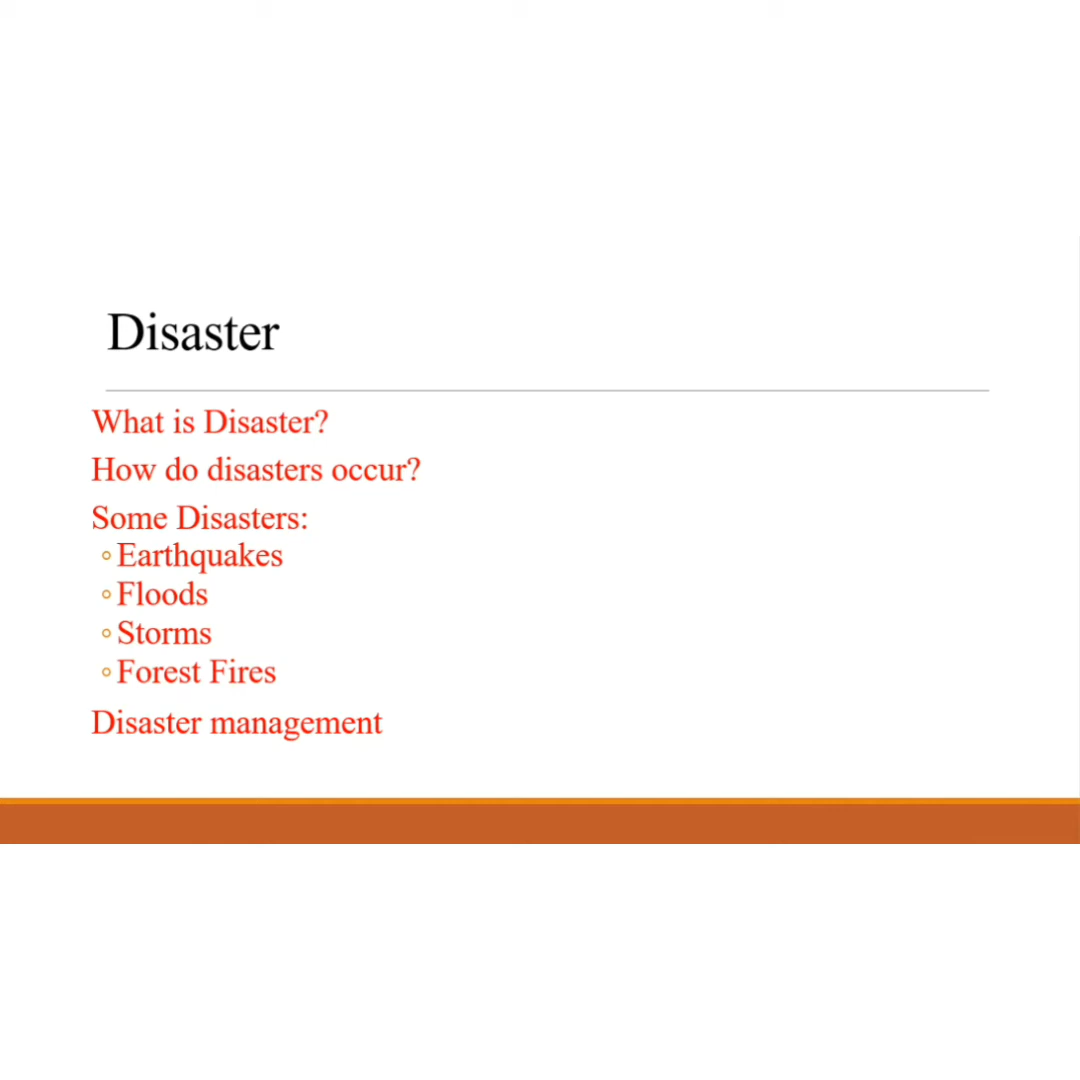 Disaster
What is Disaster?
How do disasters occur?
Some Disasters:
◦ Earthquakes
◦ Floods
◦ Storms
◦ Forest Fires
Disaster management